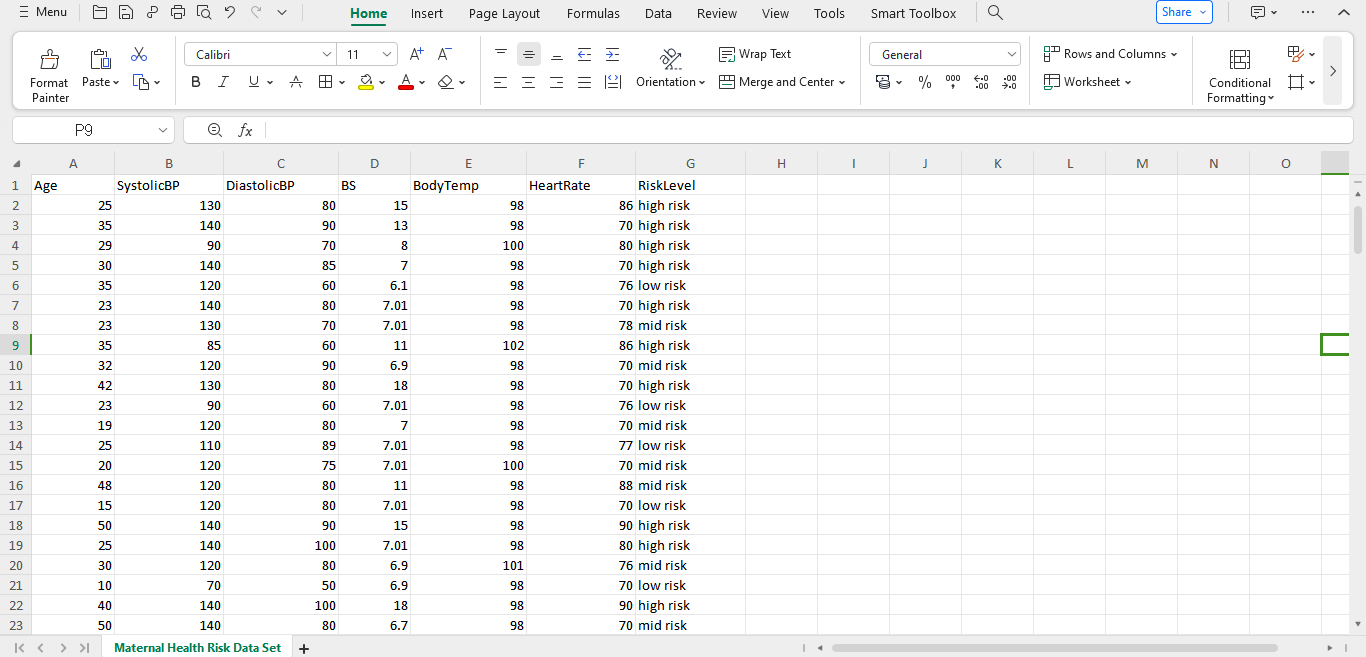 Menu Home Insert Page Layout Formulas Data Review View Tools Smart Toolbox Share
Format Painter Paste Calibri 11 A+ A- Wrap Text General Rows and Columns Conditional Formatting
B I U A A Orientation Merge and Center % Worksheet
P9 fx
A B C D E F G H I J K L M N O
1 Age SystolicBP DiastolicBP BS BodyTemp HeartRate RiskLevel
2 25 130 80 15 98 86 high risk
3 35 140 90 13 98 70 high risk
4 29 90 70 8 100 80 high risk
5 30 140 85 7 98 70 high risk
6 35 120 60 6.1 98 76 low risk
7 23 140 80 7.01 98 70 high risk
8 23 130 70 7.01 98 78 mid risk
9 35 85 60 11 102 86 high risk
10 32 120 90 6.9 98 70 mid risk
11 42 130 80 18 98 70 high risk
12 23 90 60 7.01 98 76 low risk
13 19 120 80 7 98 70 mid risk
14 25 110 89 7.01 98 77 low risk
15 20 120 75 7.01 100 70 mid risk
16 48 120 80 11 98 88 mid risk
17 15 120 80 7.01 98 70 low risk
18 50 140 90 15 98 90 high risk
19 25 140 100 7.01 98 80 high risk
20 30 120 80 6.9 101 76 mid risk
21 10 70 50 6.9 98 70 low risk
22 40 140 100 18 98 90 high risk
23 50 140 80 6.7 98 70 mid risk
Maternal Health Risk Data Set +